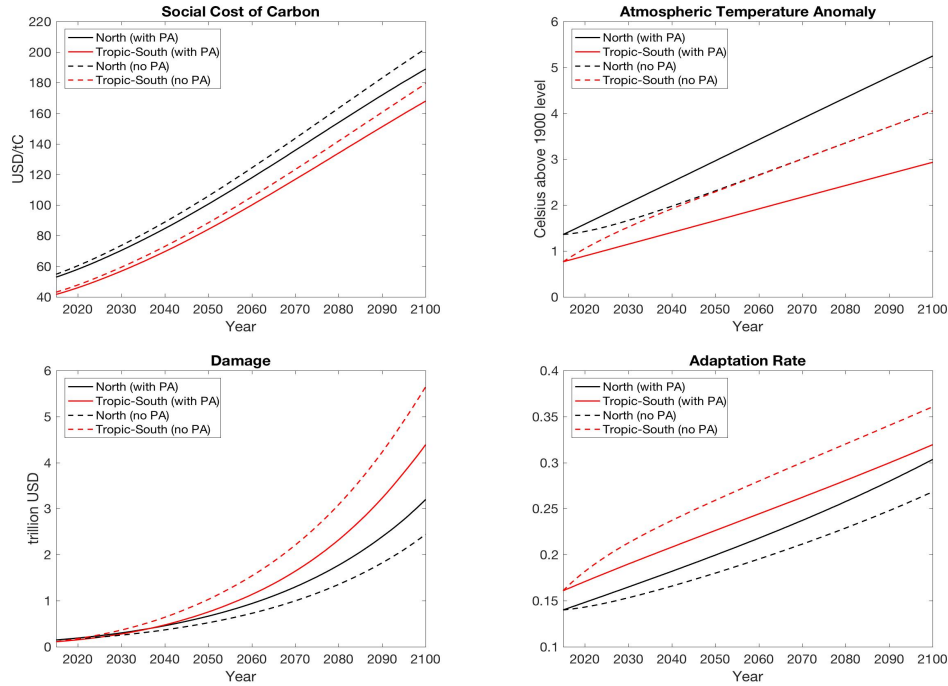 Social Cost of Carbon
220
200
180
160
140
120
100
80
60
40
USD/tC
North (with PA)
Tropic-South (with PA)
North (no PA)
Tropic-South (no PA)
2020 2030 2040 2050 2060 2070 2080 2090 2100
Year
Atmospheric Temperature Anomaly
6
5
4
3
2
1
0
Celsius above 1900 level
North (with PA)
Tropic-South (with PA)
North (no PA)
Tropic-South (no PA)
2020 2030 2040 2050 2060 2070 2080 2090 2100
Year
Damage
6
5
4
3
2
1
0
trillion USD
North (with PA)
Tropic-South (with PA)
North (no PA)
Tropic-South (no PA)
2020 2030 2040 2050 2060 2070 2080 2090 2100
Year
Adaptation Rate
0.4
0.35
0.3
0.25
0.2
0.15
0.1
North (with PA)
Tropic-South (with PA)
North (no PA)
Tropic-South (no PA)
2020 2030 2040 2050 2060 2070 2080 2090 2100
Year